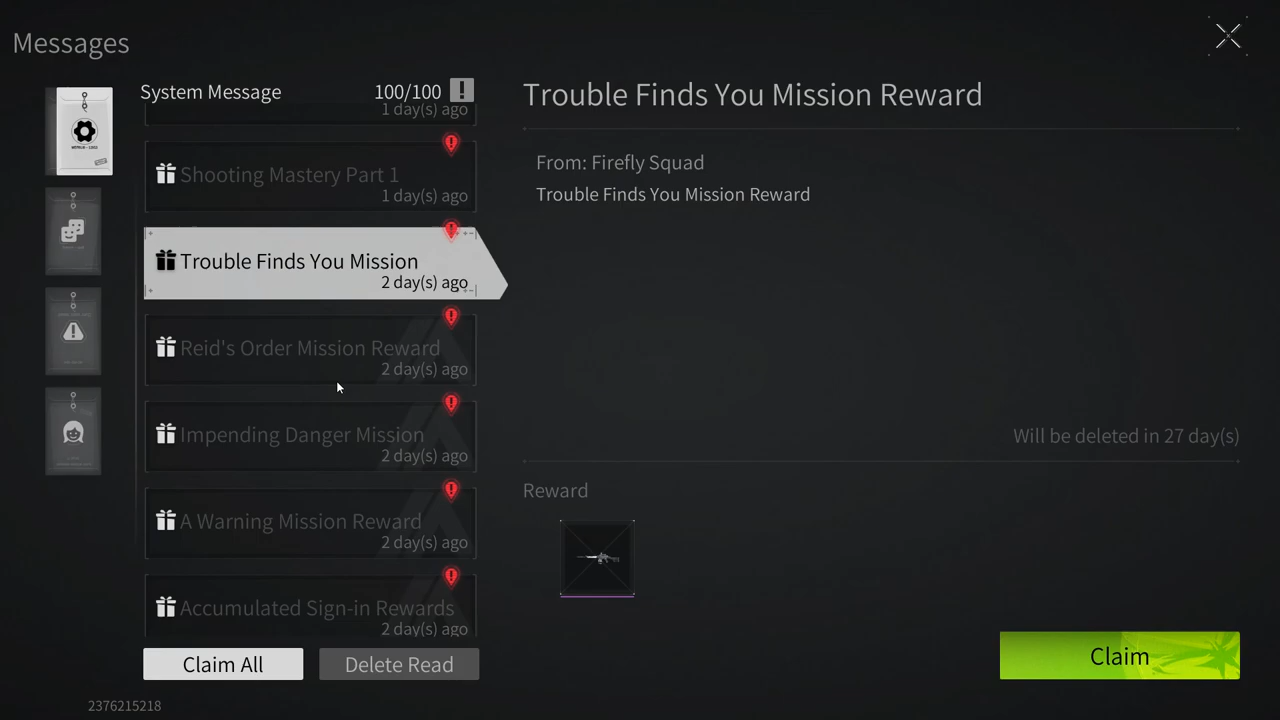 Messages
System Message 100/100
1 day(s) ago
Shooting Mastery Part 1
1 day(s) ago
Trouble Finds You Mission
2 day(s) ago
Reid's Order Mission Reward
2 day(s) ago
Impending Danger Mission
2 day(s) ago
A Warning Mission Reward
2 day(s) ago
Accumulated Sign-in Rewards
2 day(s) ago
Claim All
Delete Read
2376215218
Trouble Finds You Mission Reward
From: Firefly Squad
Trouble Finds You Mission Reward
Will be deleted in 27 day(s)
Reward
Claim